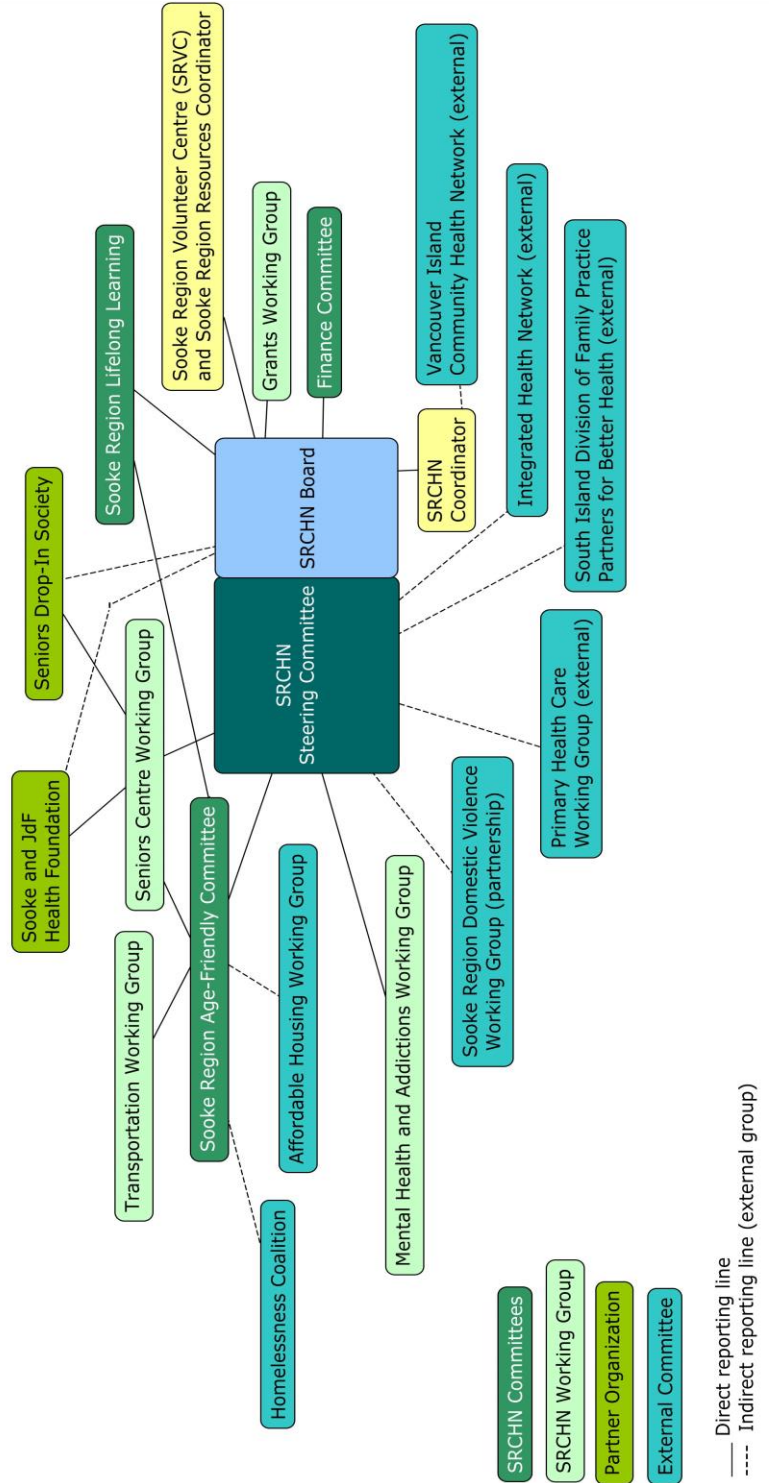 Sooke and JdF
Health Foundation
Seniors Drop-In Society
Sooke Region Lifelong Learning
Sooke Region Volunteer Centre (SRVC)
and Sooke Region Resources Coordinator
Transportation Working Group
Seniors Centre Working Group
Grants Working Group
Sooke Region Age-Friendly Committee
Finance Committee
Homelessness Coalition
Affordable Housing Working Group
SRCHN
Steering Committee
SRCHN Board
Mental Health and Addictions Working Group
SRCHN
Coordinator
Vancouver Island
Community Health Network (external)
Sooke Region Domestic Violence
Working Group (partnership)
Integrated Health Network (external)
Primary Health Care
Working Group (external)
South Island Division of Family Practice
Partners for Better Health (external)
SRCHN Committees
SRCHN Working Group
Partner Organization
External Committee
Direct reporting line
Indirect reporting line (external group)